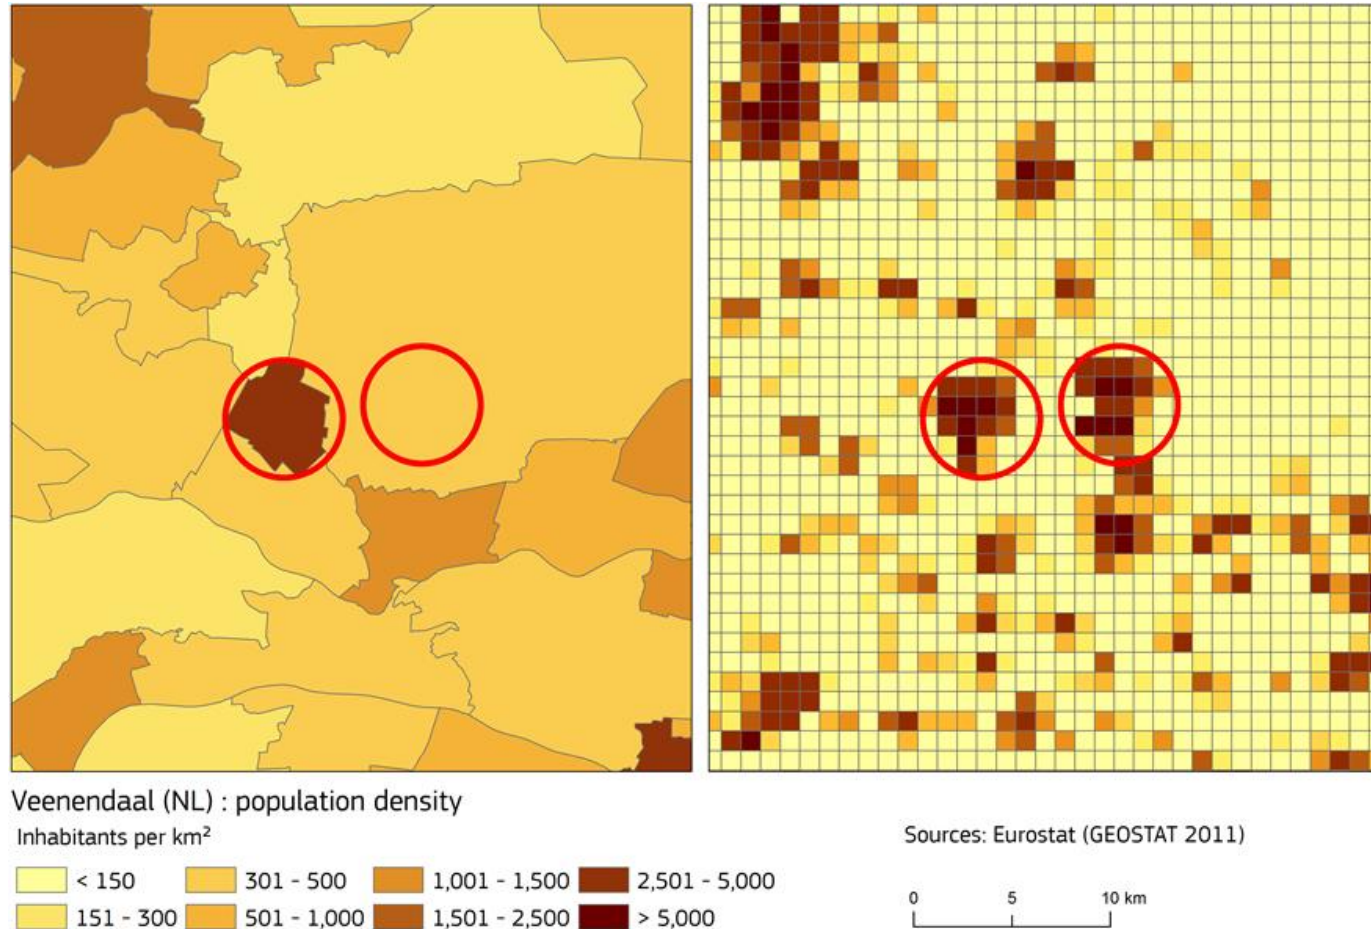 Veenendaal (NL) : population density
Inhabitants per km²
Sources: Eurostat (GEOSTAT 2011)
< 150 301 - 500 1,001 - 1,500 2,501 - 5,000
151 - 300 501 - 1,000 1,501 - 2,500 > 5,000
0 5 10 km